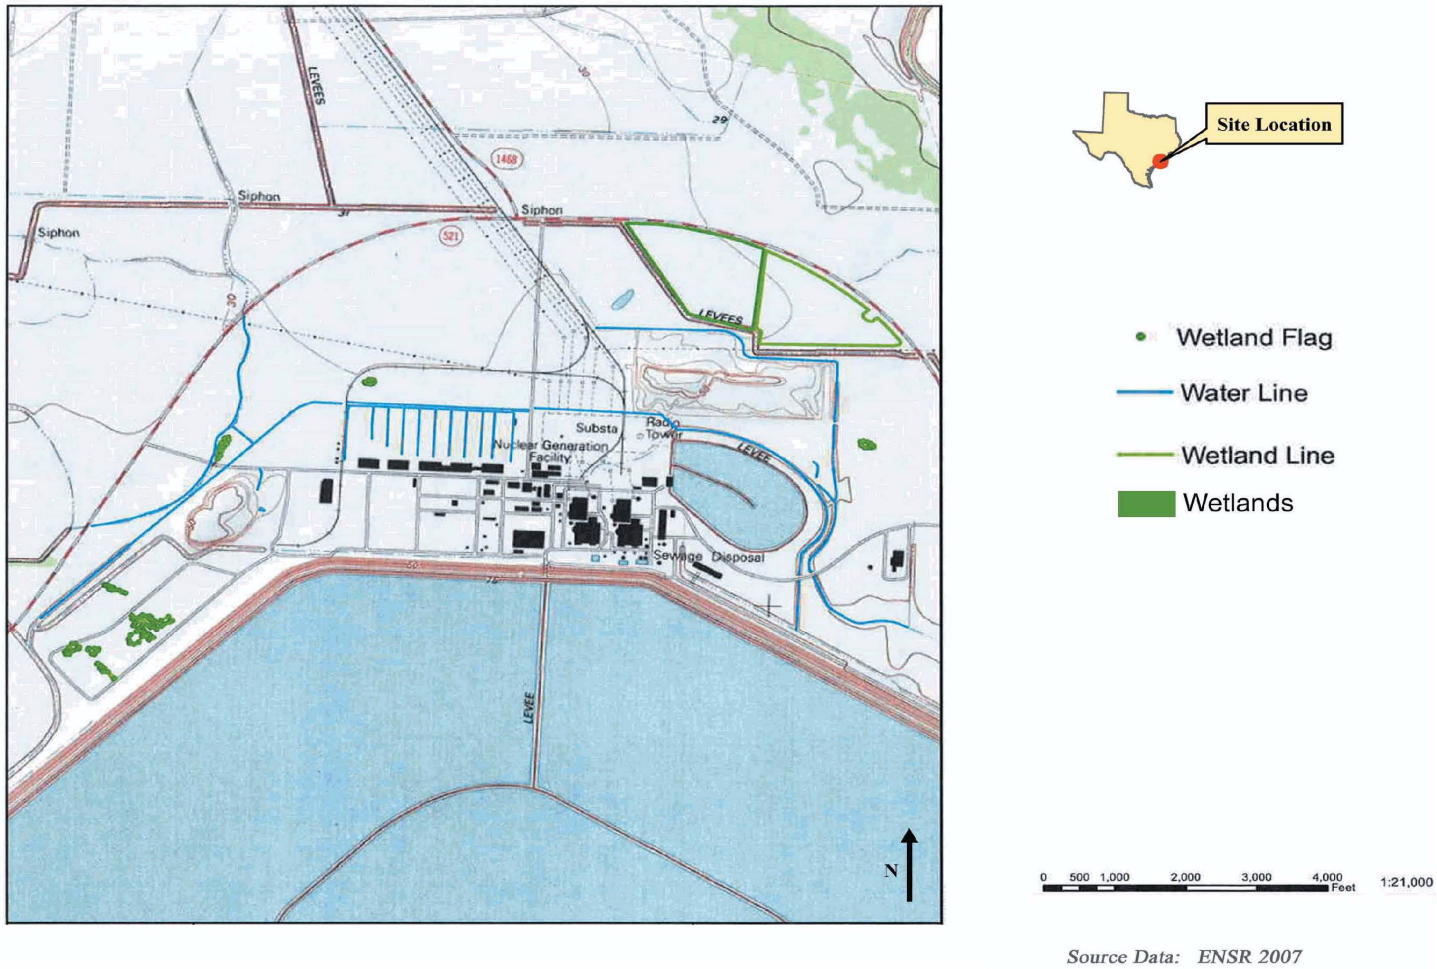 LEVEES
30
29
1468
Siphon
31
Siphon
Siphon
521
30
LEVEES
Substa
Radio
Tower
Nuclear Generation
Facility
LEVEE
Sewage Disposal
LEVEE
N
Site Location
Wetland Flag
Water Line
Wetland Line
Wetlands
0 500 1,000 2,000 3,000 4,000
Feet
1:21,000
Source Data: ENSR 2007